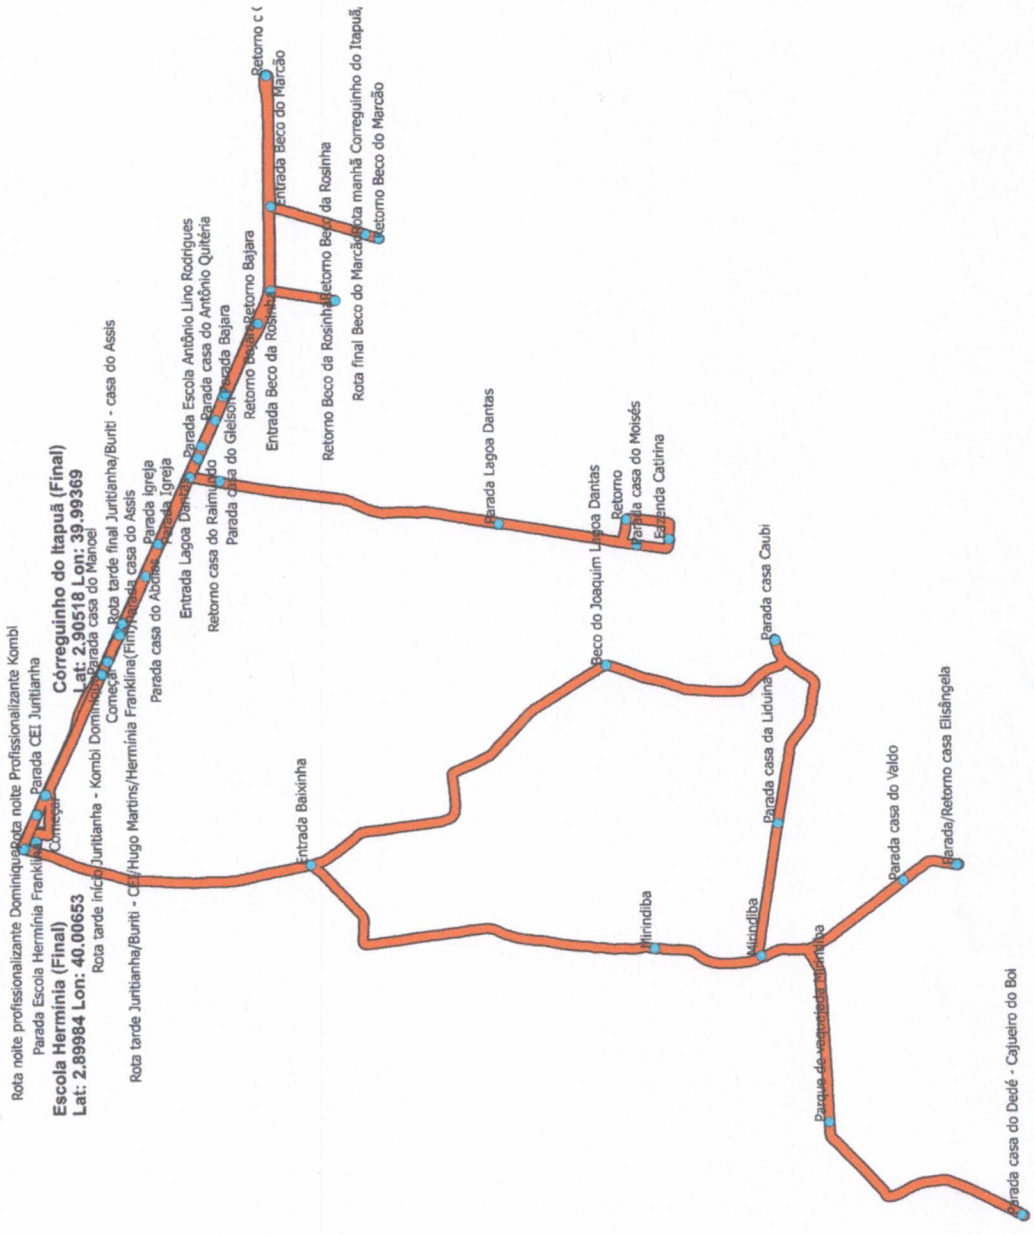 Rota noite profissionalizante Dominique
Rota noite Profissionalizante Kombi
Parada Escola Hermínia Franklin
Parada CEI Juritianha
Começar
Escola Hermínia (Final)
Lat: 2.89984 Lon: 40.00653
Córreguinho do Itapuã (Final)
Lat: 2.90518 Lon: 39.99369
Rota tarde início Juritianha - Kombi Dominique
Parada casa do Manoel
Começar
Rota tarde final Juritianha/Buriti - casa do Assis
Rota tarde Juritianha/Buriti - CEI/Hugo Martins/Hermínia Franklina(Fim)
Parada casa do Assis
Parada casa do Abdias
Parada igreja
Parada Igreja
Entrada Lagoa Dantas
Parada Escola Antônio Lino Rodrigues
Retorno casa do Raimundo
Parada casa do Antônio Quitéria
Parada casa do Gleison
Parada Bajara
Retorno Bajara
Retorno Bajara
Entrada Beco da Rosinha
Entrada Beco do Marcão
Retorno c
Retorno Beco da Rosinha
Retorno Beco da Rosinha
Rota final Beco do Marcão
Rota manhã Correguinho do Itapuã,
Retorno Beco do Marcão
Entrada Baixinha
Parada Lagoa Dantas
Beco do Joaquim Lagoa Dantas
Retorno
Parada casa do Moisés
Fazenda Catirina
Mirindiba
Mirindiba
Parada casa da Liduina
Parada casa Caubi
Parque de vaquejada Mirindiba
Parada casa do Valdo
Parada/Retorno casa Elisângela
Parada casa do Dedé - Cajueiro do Boi